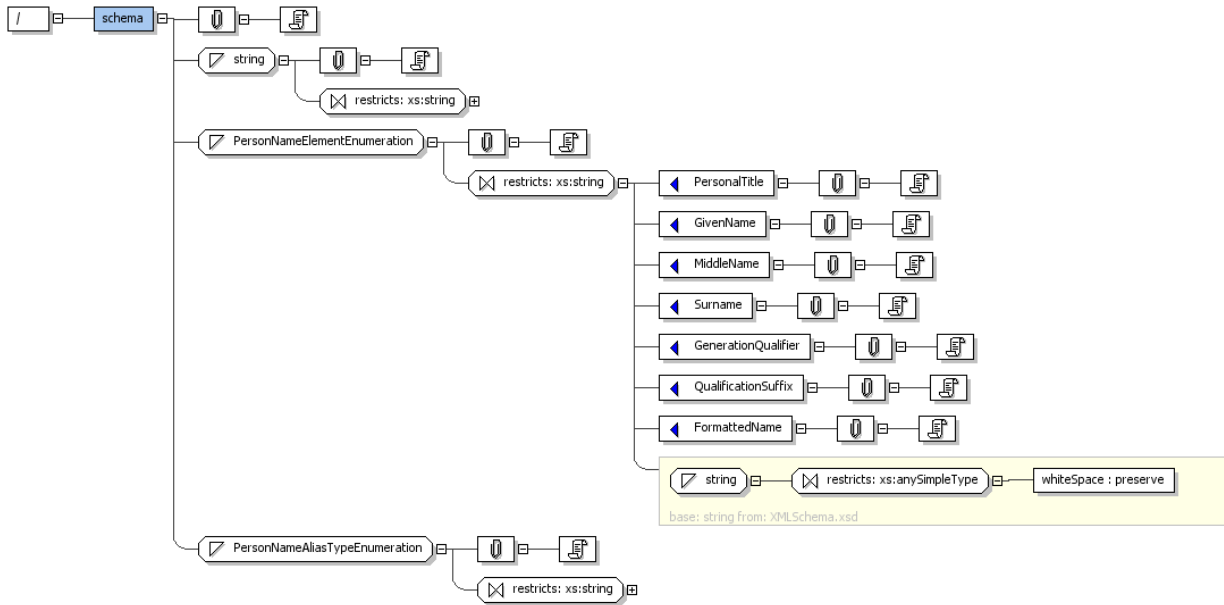 /
schema
string
restricts: xs:string
PersonNameElementEnumeration
restricts: xs:string
PersonalTitle
GivenName
MiddleName
Surname
GenerationQualifier
QualificationSuffix
FormattedName
string restricts: xs:anySimpleType whiteSpace : preserve
base: string from: XMLSchema.xsd
PersonNameAliasTypeEnumeration
restricts: xs:string